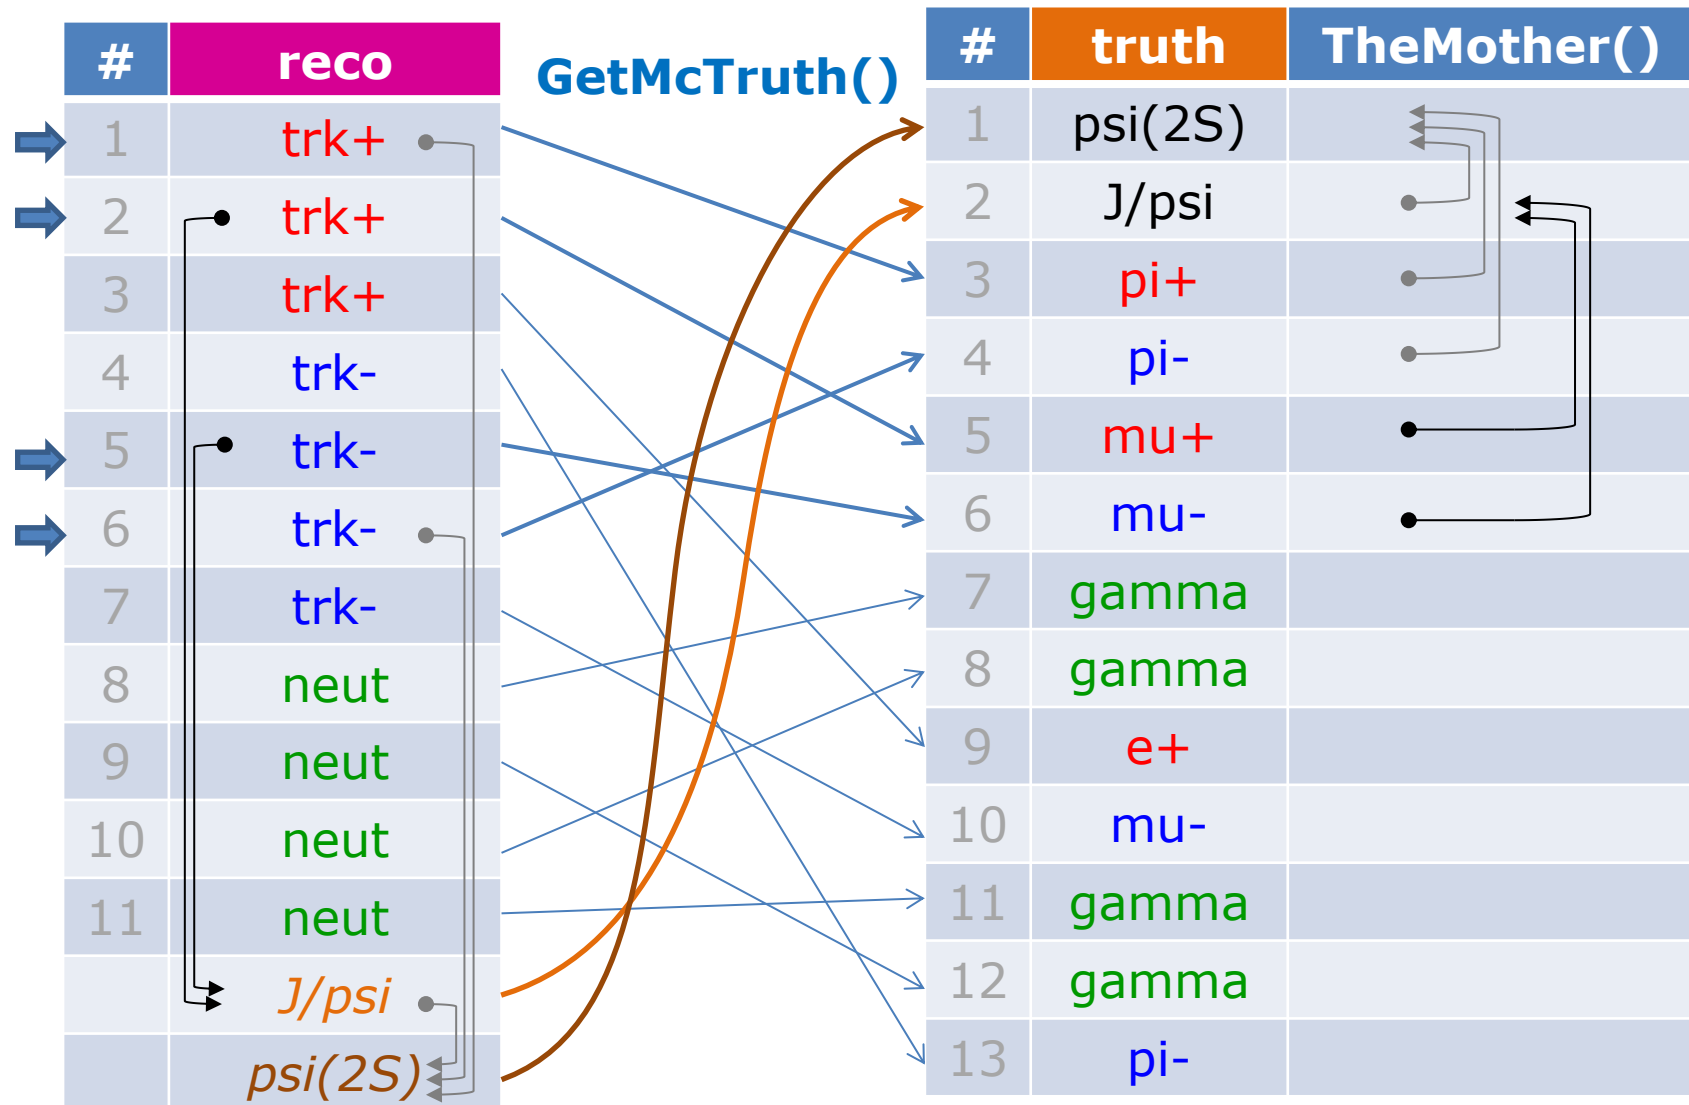 # reco
GetMcTruth()
# truth TheMother()
1 trk+
2 trk+
3 trk+
4 trk-
5 trk-
6 trk-
7 trk-
8 neut
9 neut
10 neut
11 neut
J/psi
psi(2S)
1 psi(2S)
2 J/psi
3 pi+
4 pi-
5 mu+
6 mu-
7 gamma
8 gamma
9 e+
10 mu-
11 gamma
12 gamma
13 pi-